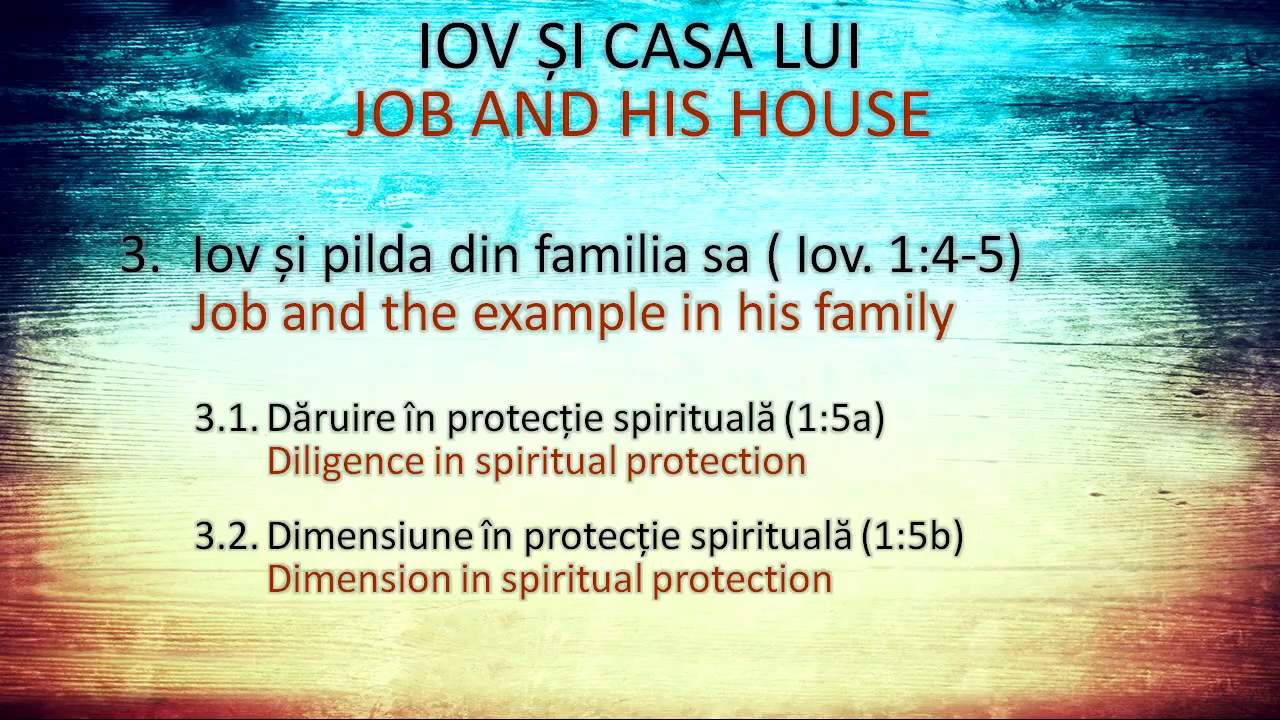 IOV ȘI CASA LUI
JOB AND HIS HOUSE
3. Iov și pilda din familia sa ( Iov. 1:4-5)
Job and the example in his family
3.1. Dăruire în protecție spirituală (1:5a)
Diligence in spiritual protection
3.2. Dimensiune în protecție spirituală (1:5b)
Dimension in spiritual protection